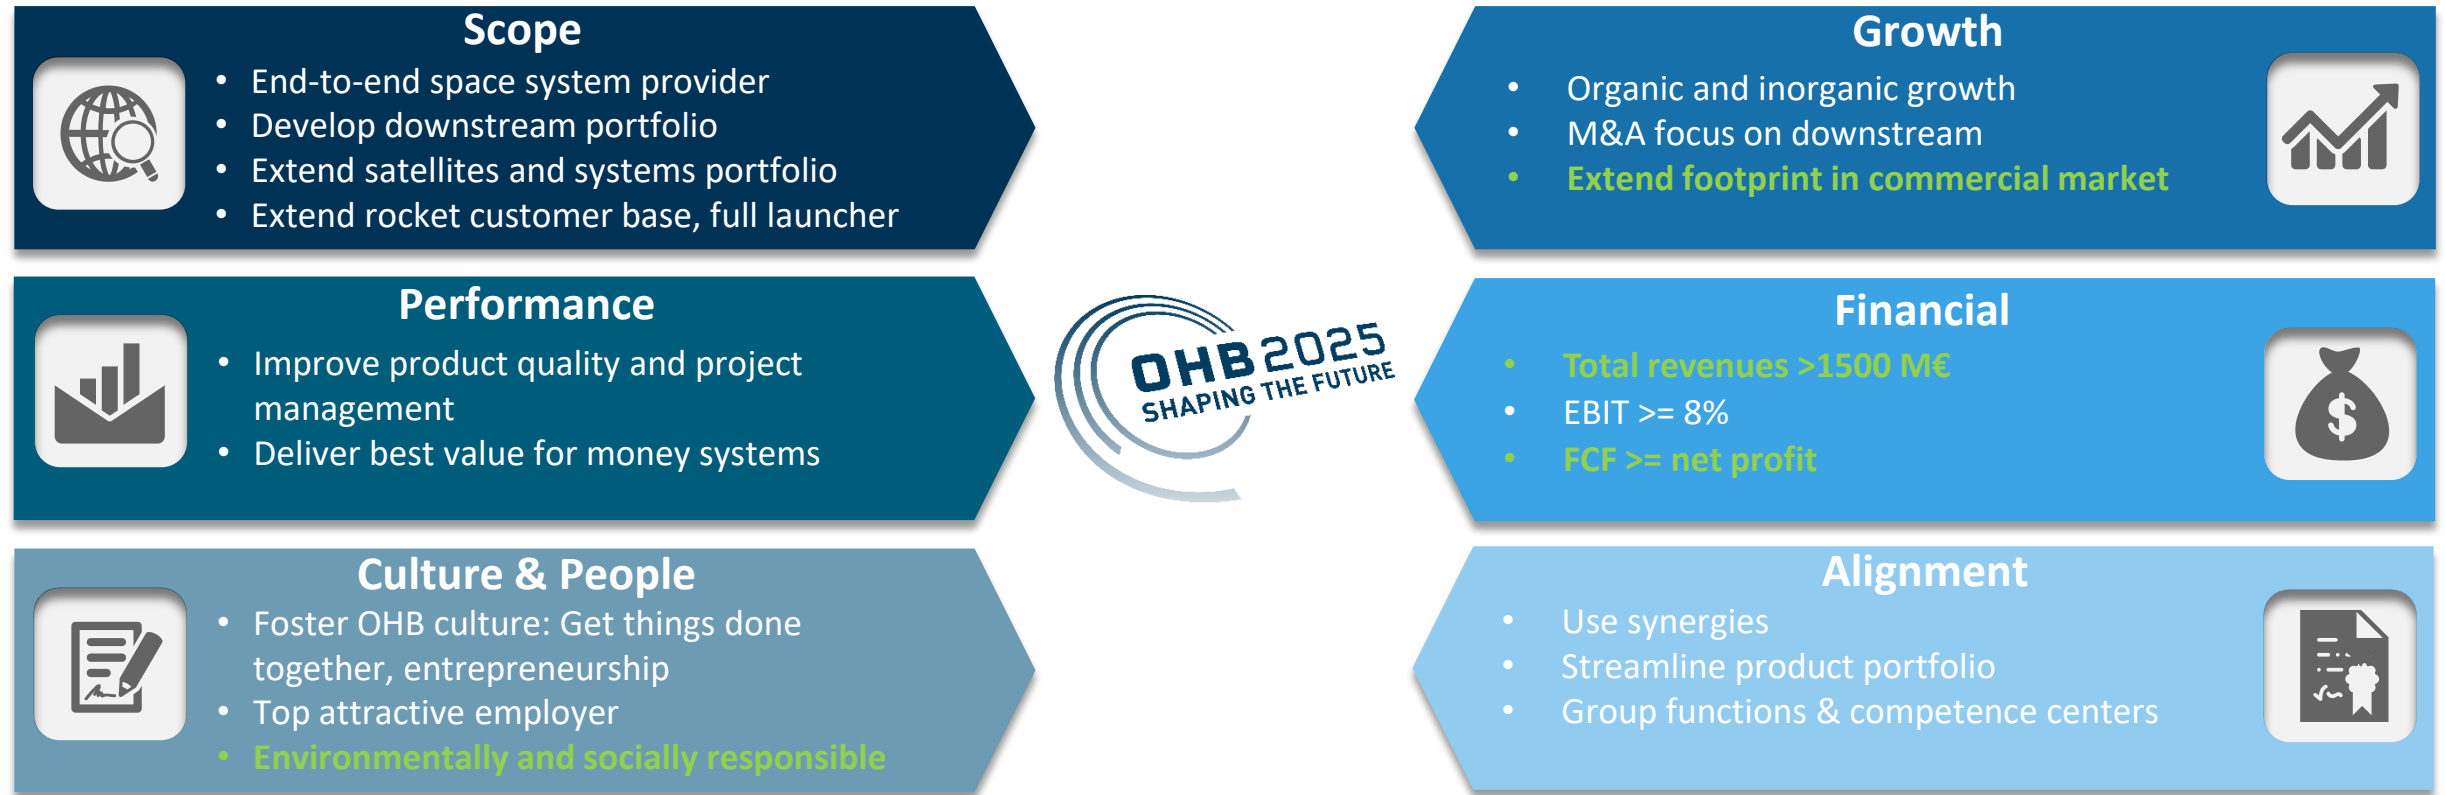 Scope
• End-to-end space system provider
• Develop downstream portfolio
• Extend satellites and systems portfolio
• Extend rocket customer base, full launcher
Performance
• Improve product quality and project
management
• Deliver best value for money systems
Culture & People
• Foster OHB culture: Get things done
together, entrepreneurship
• Top attractive employer
• Environmentally and socially responsible
OHB 2025
SHAPING THE FUTURE
Growth
• Organic and inorganic growth
• M&A focus on downstream
• Extend footprint in commercial market
Financial
• Total revenues >1500 M€
• EBIT >= 8%
• FCF >= net profit
$
Alignment
• Use synergies
• Streamline product portfolio
• Group functions & competence centers